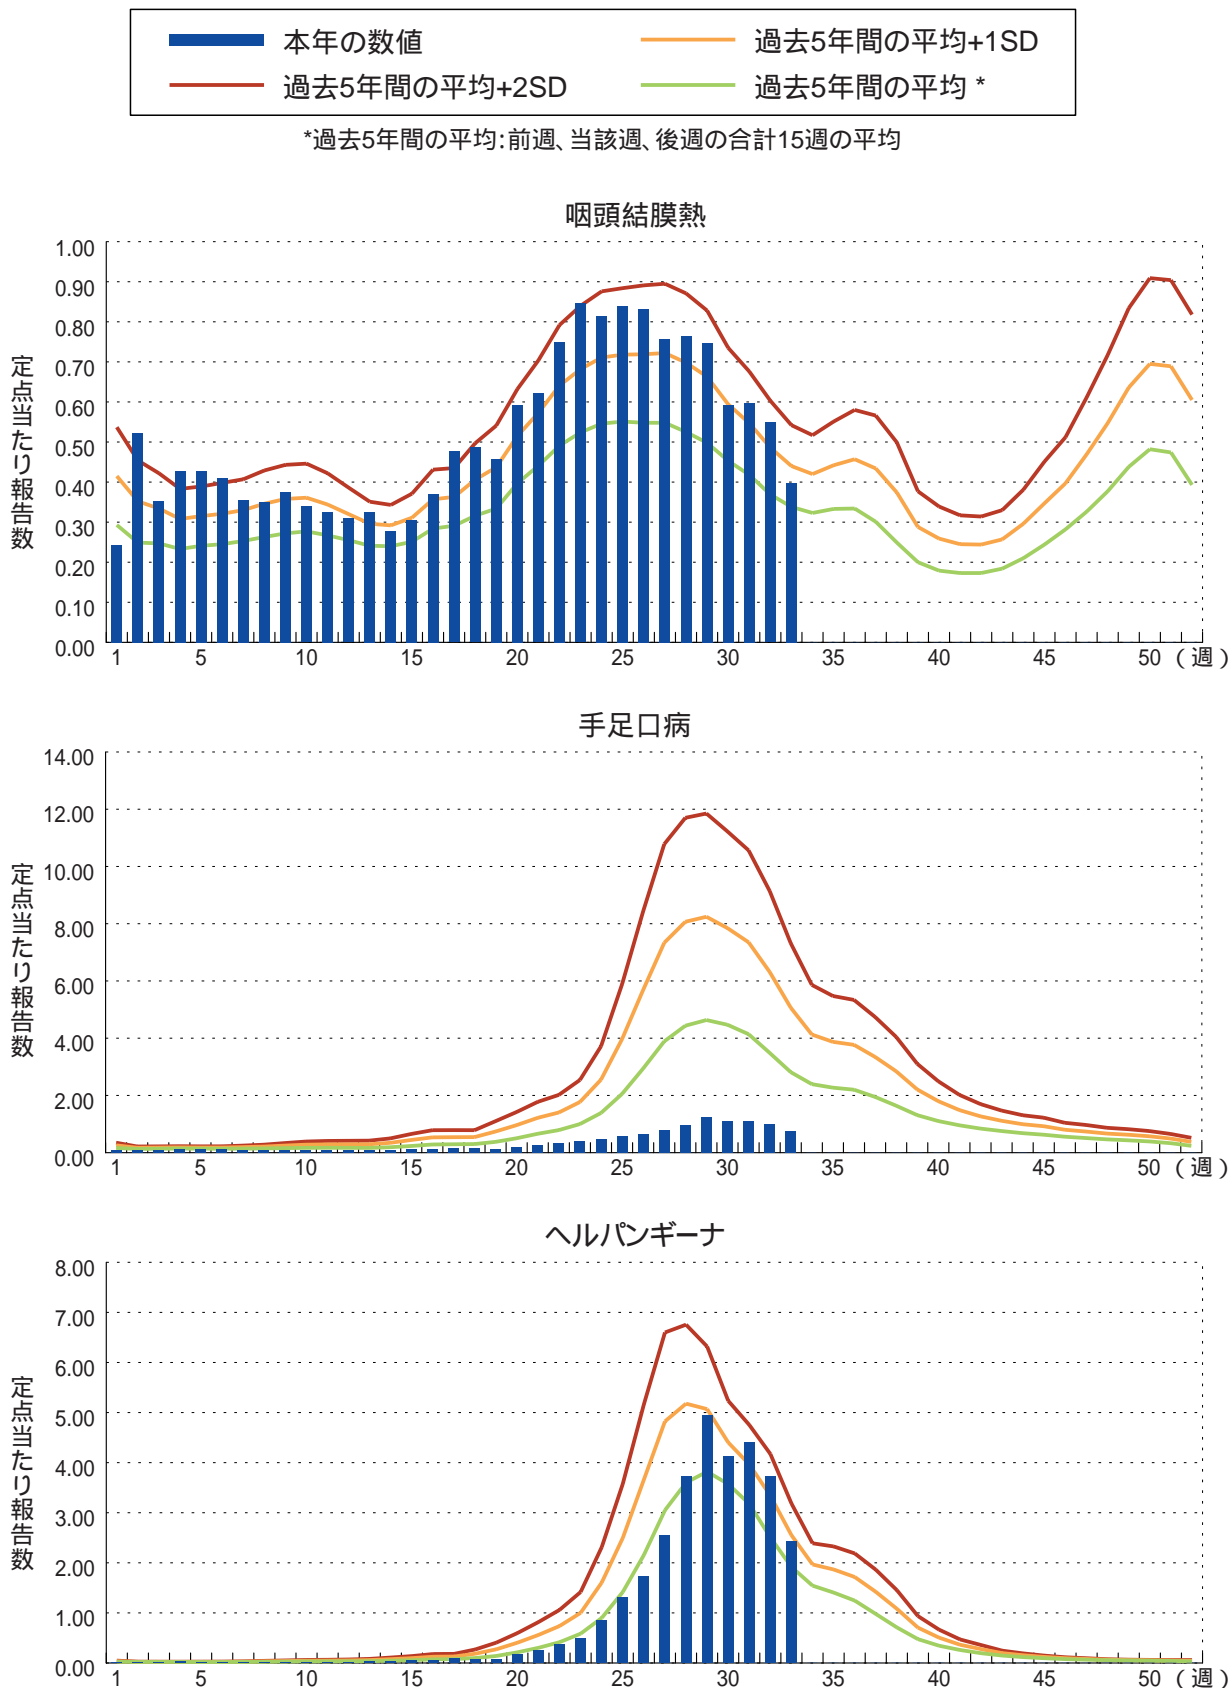 本年の数値
過去5年間の平均+1SD
過去5年間の平均+2SD
過去5年間の平均 *
*過去5年間の平均:前週、当該週、後週の合計15週の平均
咽頭結膜熱
定点当たり報告数
1.00
0.90
0.80
0.70
0.60
0.50
0.40
0.30
0.20
0.10
0.00
1 5 10 15 20 25 30 35 40 45 50 (週)
手足口病
定点当たり報告数
14.00
12.00
10.00
8.00
6.00
4.00
2.00
0.00
1 5 10 15 20 25 30 35 40 45 50 (週)
ヘルパンギーナ
定点当たり報告数
8.00
7.00
6.00
5.00
4.00
3.00
2.00
1.00
0.00
1 5 10 15 20 25 30 35 40 45 50 (週)